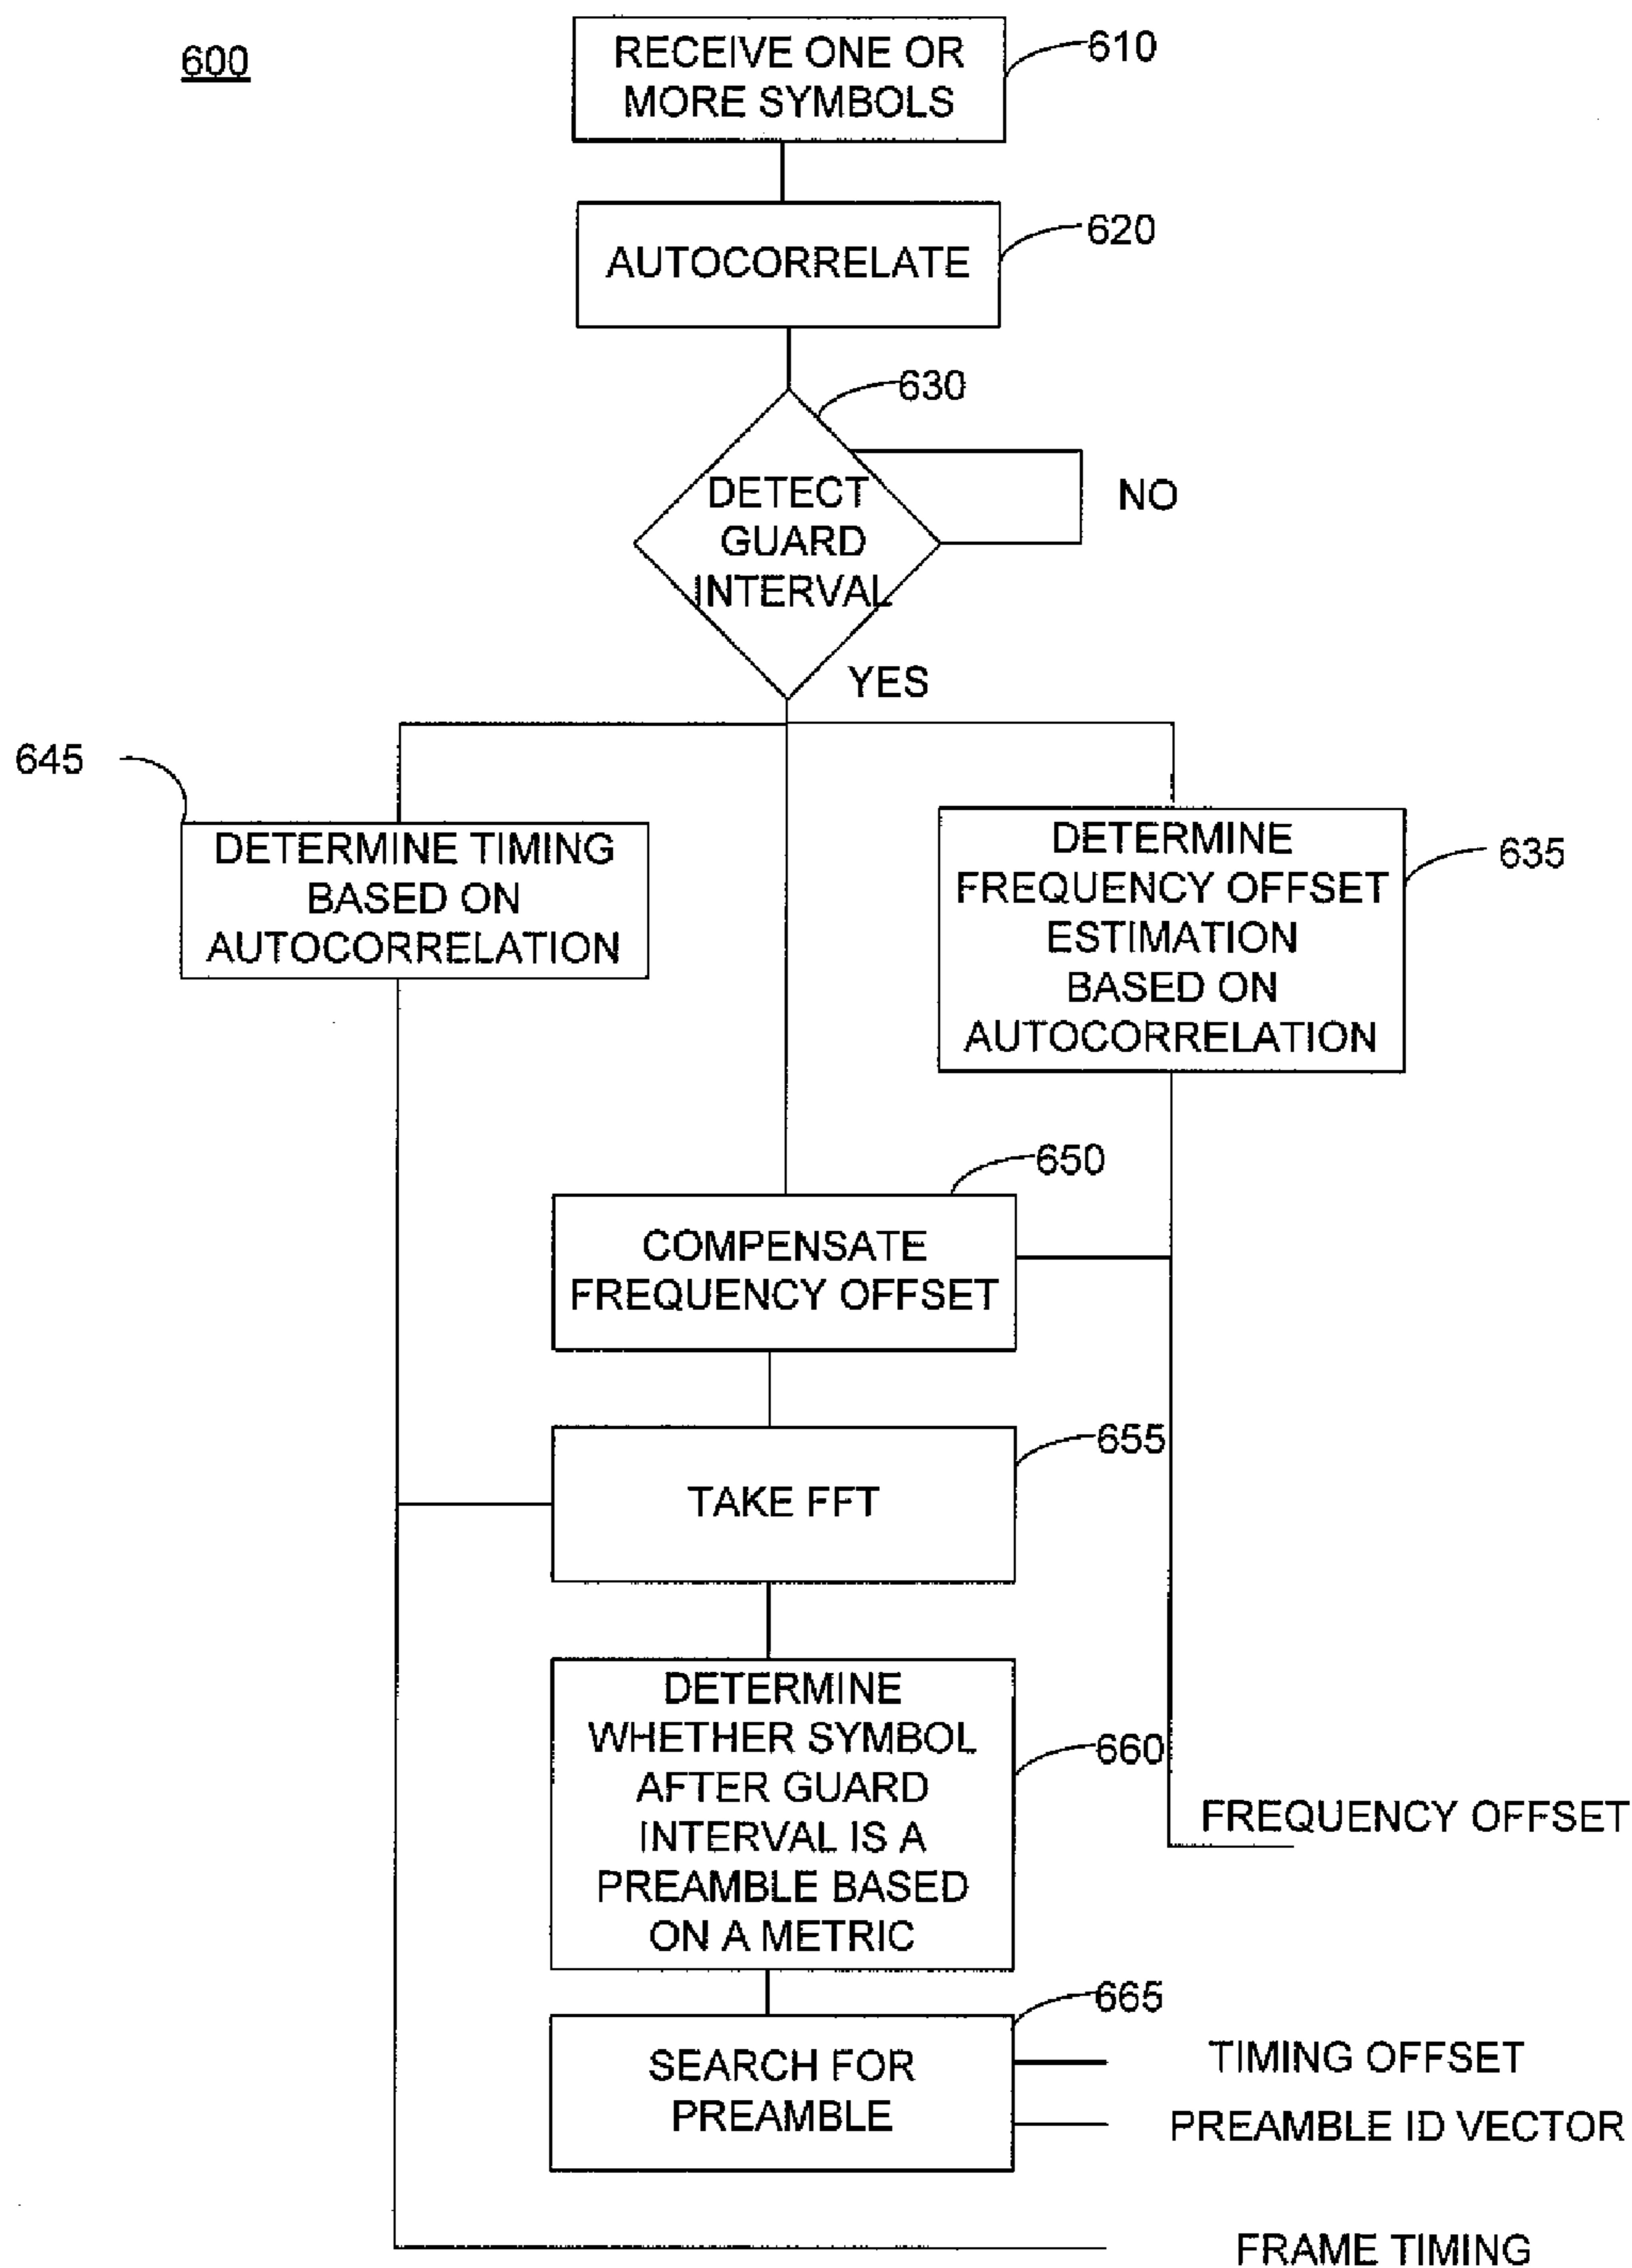 600
RECEIVE ONE OR
MORE SYMBOLS
610
AUTOCORRELATE
620
630
DETECT
GUARD
INTERVAL
NO
YES
645
DETERMINE TIMING
BASED ON
AUTOCORRELATION
DETERMINE
FREQUENCY OFFSET
ESTIMATION
BASED ON
AUTOCORRELATION
635
650
COMPENSATE
FREQUENCY OFFSET
655
TAKE FFT
DETERMINE
WHETHER SYMBOL
AFTER GUARD
INTERVAL IS A
PREAMBLE BASED
ON A METRIC
660
FREQUENCY OFFSET
665
SEARCH FOR
PREAMBLE
TIMING OFFSET
PREAMBLE ID VECTOR
FRAME TIMING